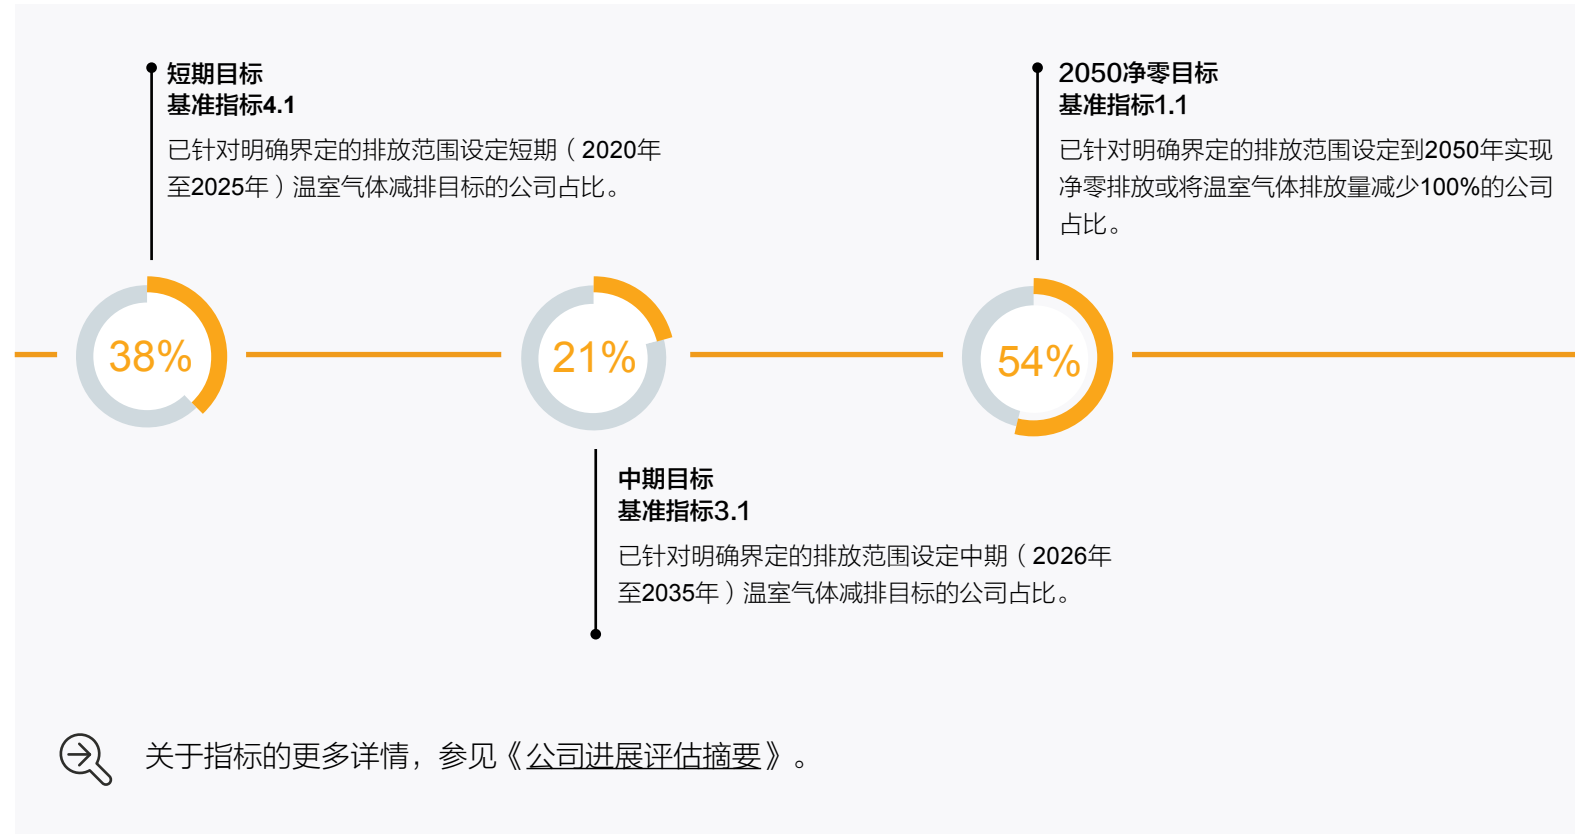 短期目标
基准指标4.1
已针对明确界定的排放范围设定短期（2020年
至2025年）温室气体减排目标的公司占比。
2050净零目标
基准指标1.1
已针对明确界定的排放范围设定到2050年实现
净零排放或将温室气体排放量减少100%的公司
占比。
38%
21%
54%
中期目标
基准指标3.1
已针对明确界定的排放范围设定中期（2026年
至2035年）温室气体减排目标的公司占比。
关于指标的更多详情，参见《公司进展评估摘要》。